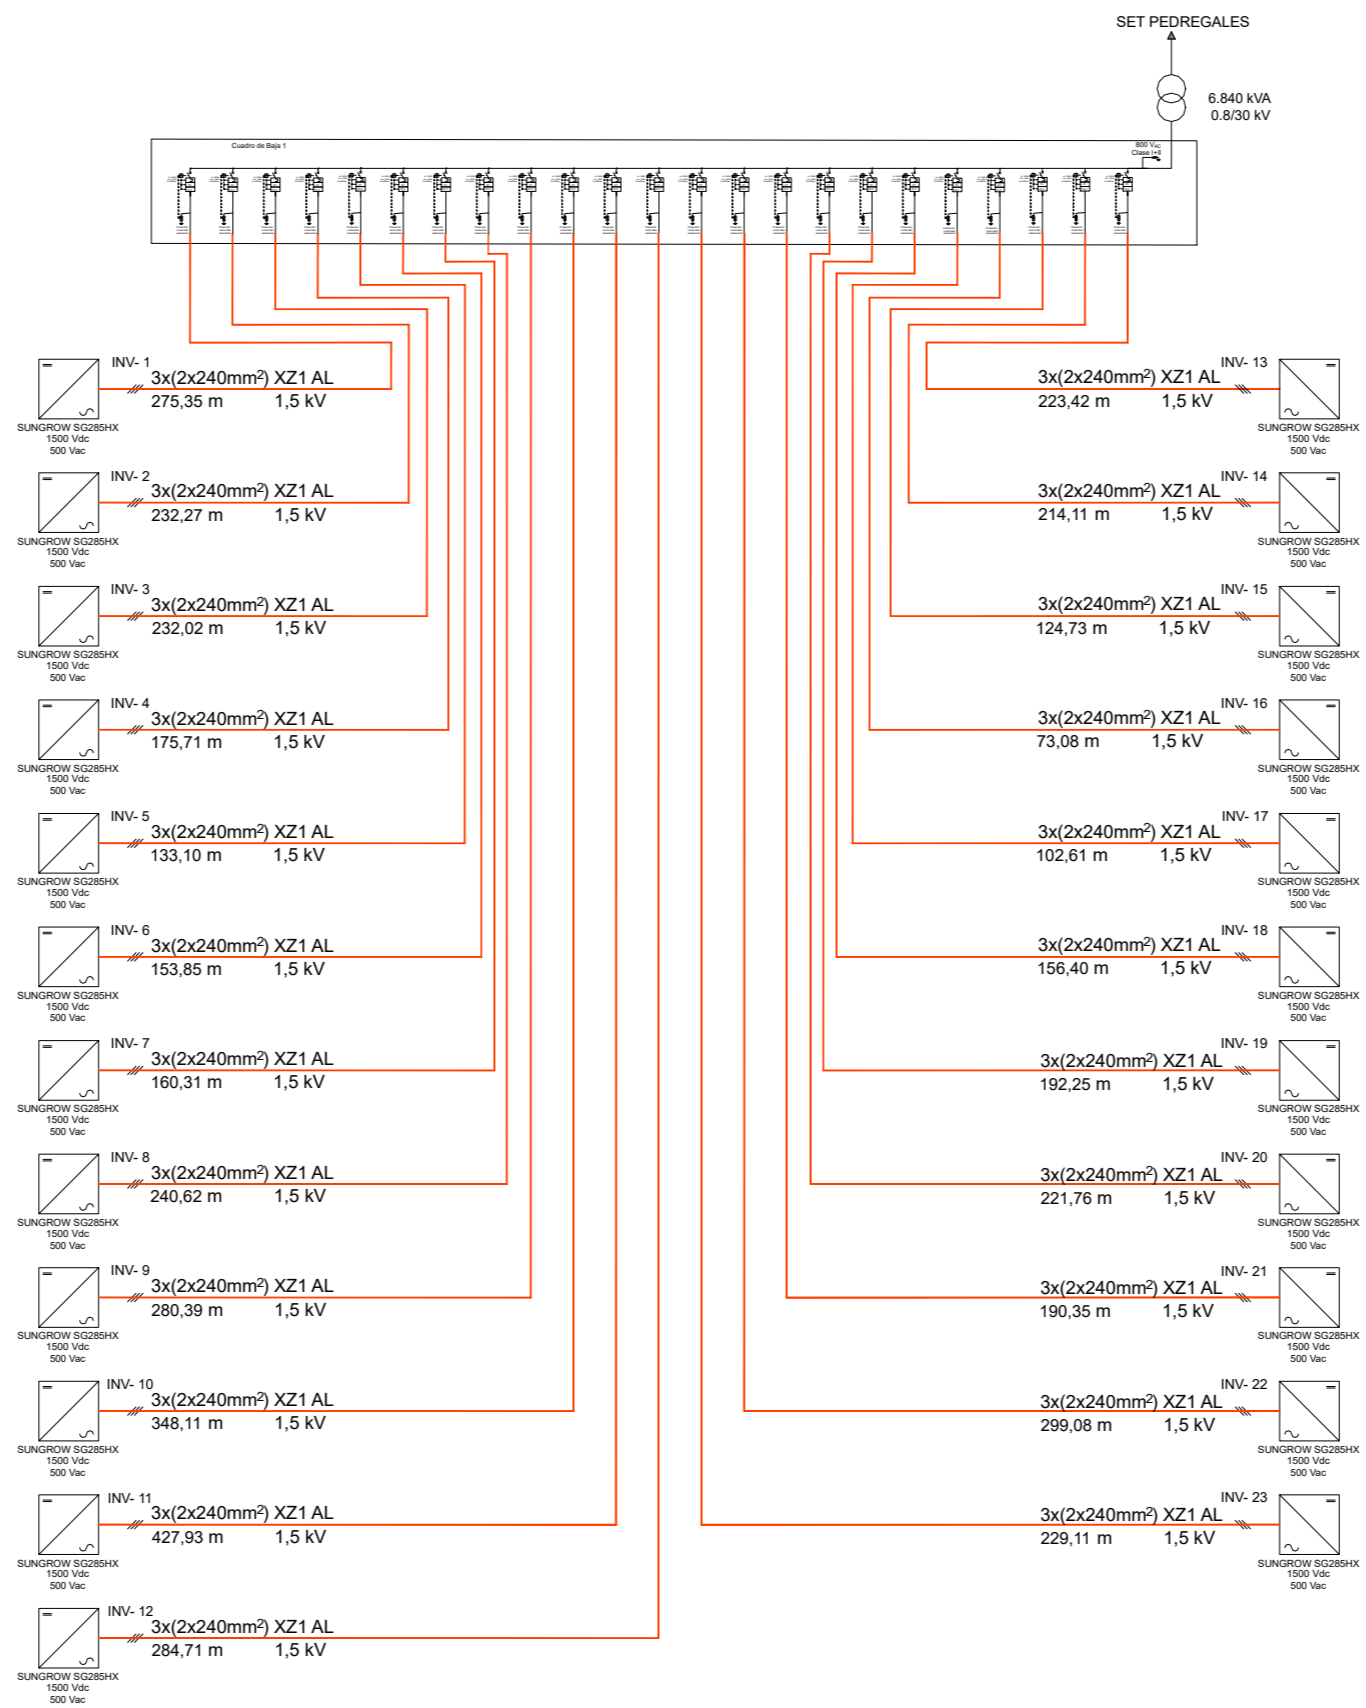 SET PEDREGALES
6.840 kVA
0.8/30 kV
Cuadro de Baja 1
800 VAC
Clase I+II
INV- 1
3x(2x240mm²) XZ1 AL
275,35 m 1,5 kV
SUNGROW SG285HX
1500 Vdc
500 Vac
INV- 2
3x(2x240mm²) XZ1 AL
232,27 m 1,5 kV
SUNGROW SG285HX
1500 Vdc
500 Vac
INV- 3
3x(2x240mm²) XZ1 AL
232,02 m 1,5 kV
SUNGROW SG285HX
1500 Vdc
500 Vac
INV- 4
3x(2x240mm²) XZ1 AL
175,71 m 1,5 kV
SUNGROW SG285HX
1500 Vdc
500 Vac
INV- 5
3x(2x240mm²) XZ1 AL
133,10 m 1,5 kV
SUNGROW SG285HX
1500 Vdc
500 Vac
INV- 6
3x(2x240mm²) XZ1 AL
153,85 m 1,5 kV
SUNGROW SG285HX
1500 Vdc
500 Vac
INV- 7
3x(2x240mm²) XZ1 AL
160,31 m 1,5 kV
SUNGROW SG285HX
1500 Vdc
500 Vac
INV- 8
3x(2x240mm²) XZ1 AL
240,62 m 1,5 kV
SUNGROW SG285HX
1500 Vdc
500 Vac
INV- 9
3x(2x240mm²) XZ1 AL
280,39 m 1,5 kV
SUNGROW SG285HX
1500 Vdc
500 Vac
INV- 10
3x(2x240mm²) XZ1 AL
348,11 m 1,5 kV
SUNGROW SG285HX
1500 Vdc
500 Vac
INV- 11
3x(2x240mm²) XZ1 AL
427,93 m 1,5 kV
SUNGROW SG285HX
1500 Vdc
500 Vac
INV- 12
3x(2x240mm²) XZ1 AL
284,71 m 1,5 kV
SUNGROW SG285HX
1500 Vdc
500 Vac
INV- 13
3x(2x240mm²) XZ1 AL
223,42 m 1,5 kV
SUNGROW SG285HX
1500 Vdc
500 Vac
INV- 14
3x(2x240mm²) XZ1 AL
214,11 m 1,5 kV
SUNGROW SG285HX
1500 Vdc
500 Vac
INV- 15
3x(2x240mm²) XZ1 AL
124,73 m 1,5 kV
SUNGROW SG285HX
1500 Vdc
500 Vac
INV- 16
3x(2x240mm²) XZ1 AL
73,08 m 1,5 kV
SUNGROW SG285HX
1500 Vdc
500 Vac
INV- 17
3x(2x240mm²) XZ1 AL
102,61 m 1,5 kV
SUNGROW SG285HX
1500 Vdc
500 Vac
INV- 18
3x(2x240mm²) XZ1 AL
156,40 m 1,5 kV
SUNGROW SG285HX
1500 Vdc
500 Vac
INV- 19
3x(2x240mm²) XZ1 AL
192,25 m 1,5 kV
SUNGROW SG285HX
1500 Vdc
500 Vac
INV- 20
3x(2x240mm²) XZ1 AL
221,76 m 1,5 kV
SUNGROW SG285HX
1500 Vdc
500 Vac
INV- 21
3x(2x240mm²) XZ1 AL
190,35 m 1,5 kV
SUNGROW SG285HX
1500 Vdc
500 Vac
INV- 22
3x(2x240mm²) XZ1 AL
299,08 m 1,5 kV
SUNGROW SG285HX
1500 Vdc
500 Vac
INV- 23
3x(2x240mm²) XZ1 AL
229,11 m 1,5 kV
SUNGROW SG285HX
1500 Vdc
500 Vac